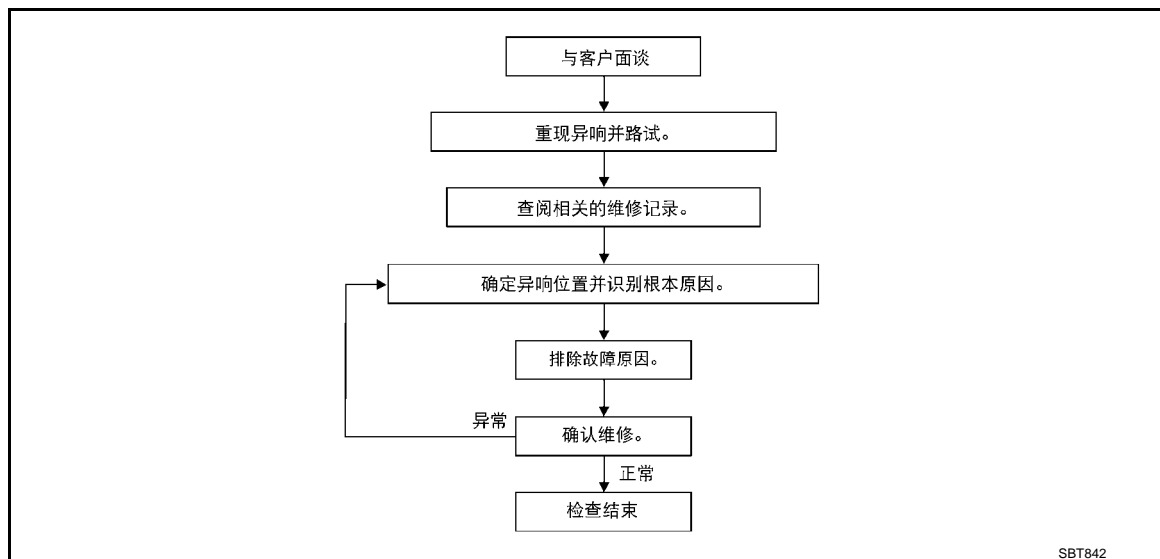 与客户面谈
重现异响并路试。
查阅相关的维修记录。
确定异响位置并识别根本原因。
排除故障原因。
异常
确认维修。
正常
检查结束
SBT842